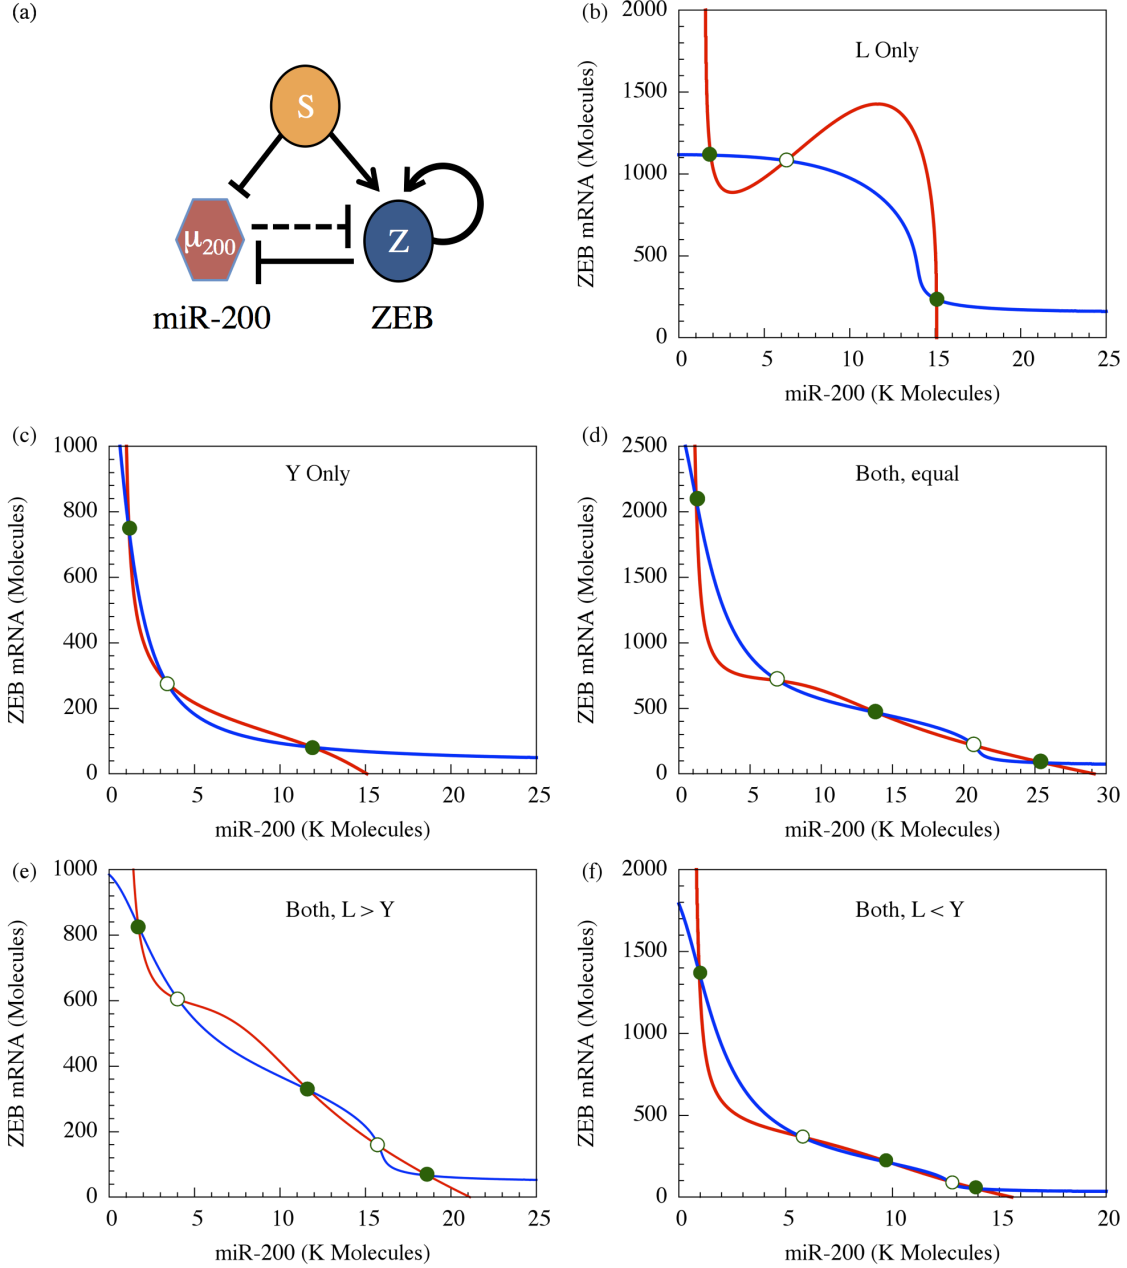 (a)
S
μ200
Z
miR-200
ZEB
(b)
L Only
ZEB mRNA (Molecules)
2000
1500
1000
500
0
0 5 10 15 20 25
miR-200 (K Molecules)
(c)
Y Only
ZEB mRNA (Molecules)
1000
800
600
400
200
0
0 5 10 15 20 25
miR-200 (K Molecules)
(d)
Both, equal
ZEB mRNA (Molecules)
2500
2000
1500
1000
500
0
0 5 10 15 20 25 30
miR-200 (K Molecules)
(e)
Both, L > Y
ZEB mRNA (Molecules)
1000
800
600
400
200
0
0 5 10 15 20 25
miR-200 (K Molecules)
(f)
Both, L < Y
ZEB mRNA (Molecules)
2000
1500
1000
500
0
0 5 10 15 20
miR-200 (K Molecules)